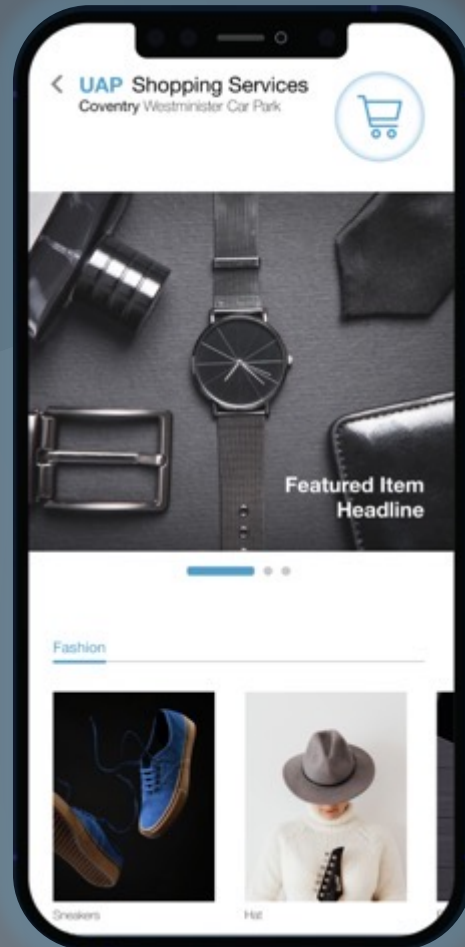 UAP Shopping Services
Coventry Westminister Car Park
Featured Item
Headline
Fashion
Sneakers
Hat